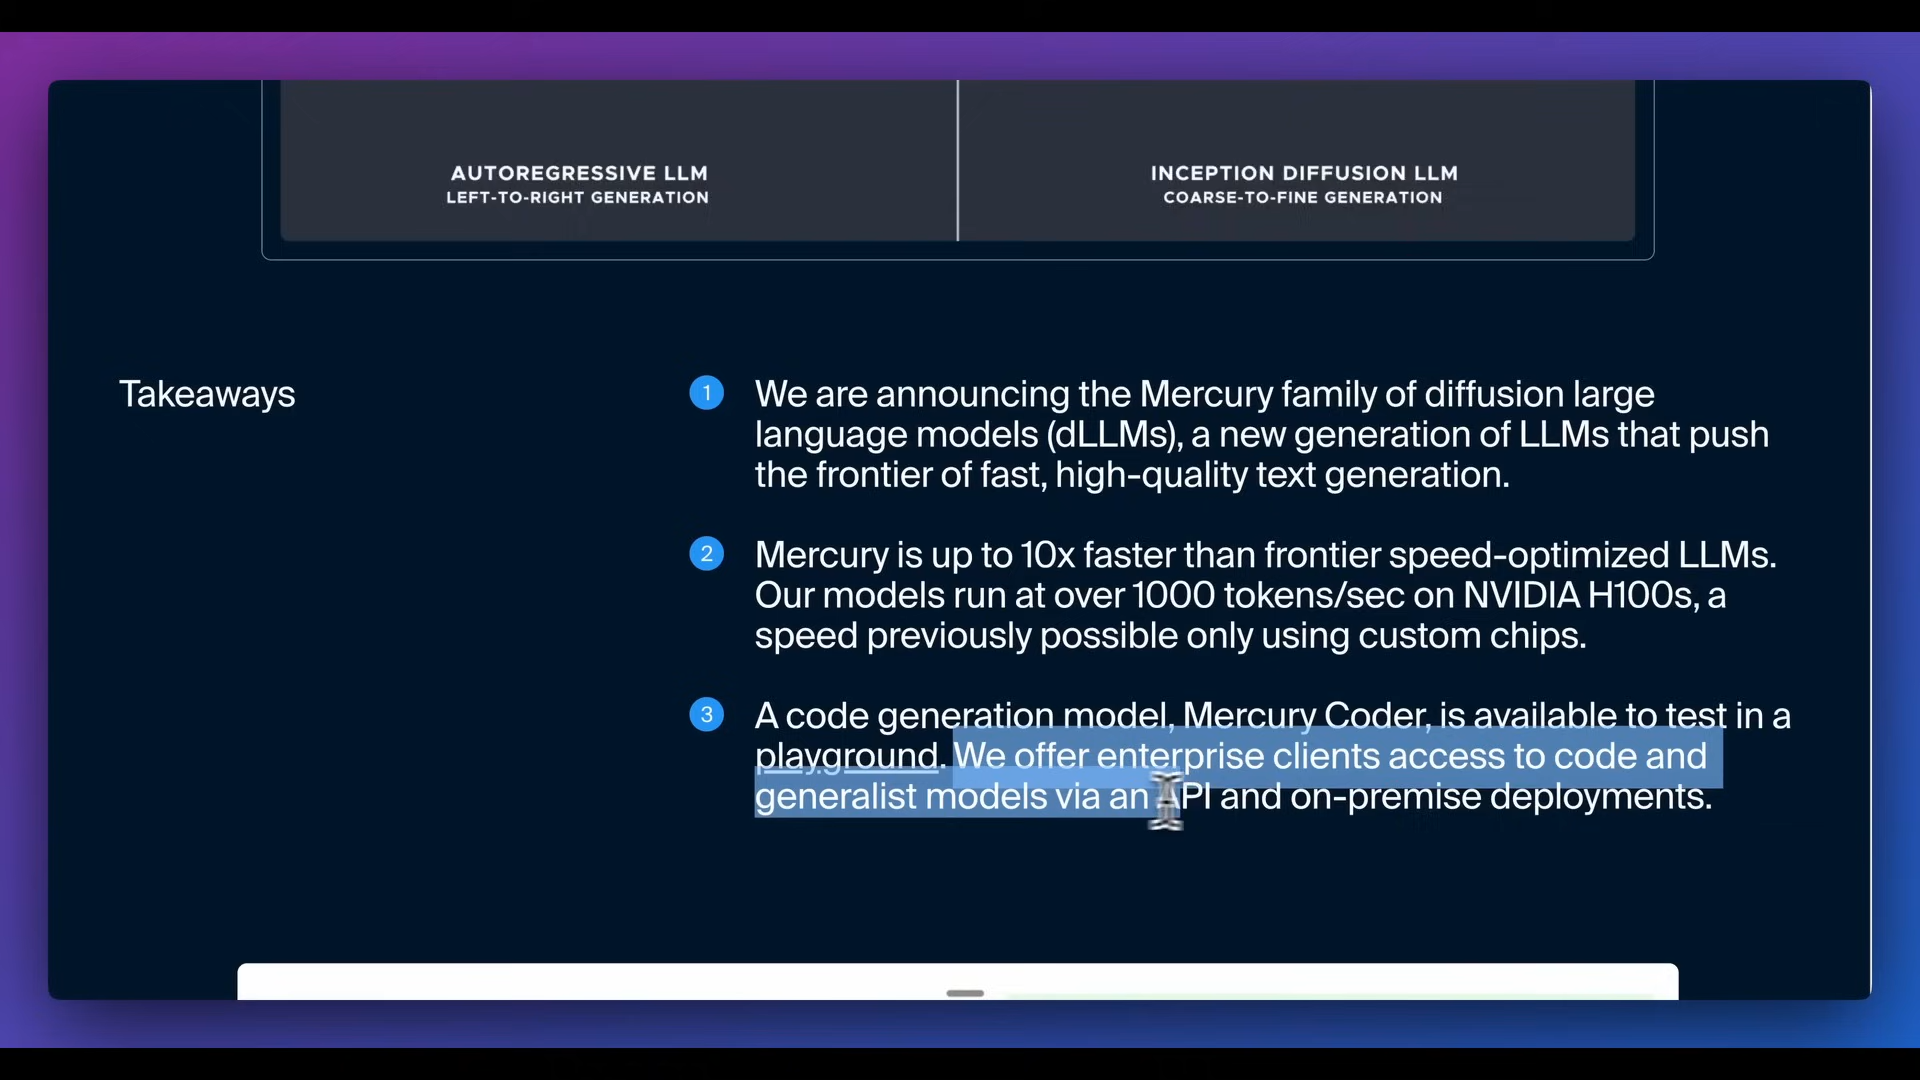 AUTOREGRESSIVE LLM
LEFT-TO-RIGHT GENERATION
INCEPTION DIFFUSION LLM
COARSE-TO-FINE GENERATION
Takeaways
1
We are announcing the Mercury family of diffusion large
language models (dLLMs), a new generation of LLMs that push
the frontier of fast, high-quality text generation.
2
Mercury is up to 10x faster than frontier speed-optimized LLMs.
Our models run at over 1000 tokens/sec on NVIDIA H100s, a
speed previously possible only using custom chips.
3
A code generation model, Mercury Coder, is available to test in a
playground. We offer enterprise clients access to code and
generalist models via an API and on-premise deployments.